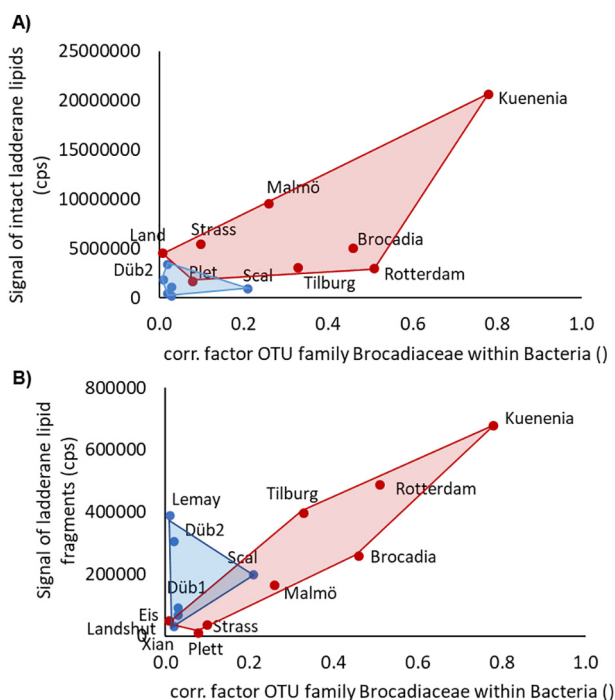 A)
Signal of intact ladderane lipids
(cps)
25000000
20000000
15000000
10000000
5000000
0
Kuenenia
Malmö
Strass
Land
Brocadia
Düb2
Plet
Scal
Tilburg
Rotterdam
0.0 0.2 0.4 0.6 0.8 1.0
corr. factor OTU family Brocadiaceae within Bacteria ()
B)
Signal of ladderane lipid
fragments (cps)
800000
600000
400000
200000
0
Kuenenia
Tilburg
Rotterdam
Lemay
Düb2
Scal
Brocadia
Düb1
Malmö
Eis
Landshut
Strass
Xian
Plett
0.0 0.2 0.4 0.6 0.8 1.0
corr. factor OTU family Brocadiaceae within Bacteria ()